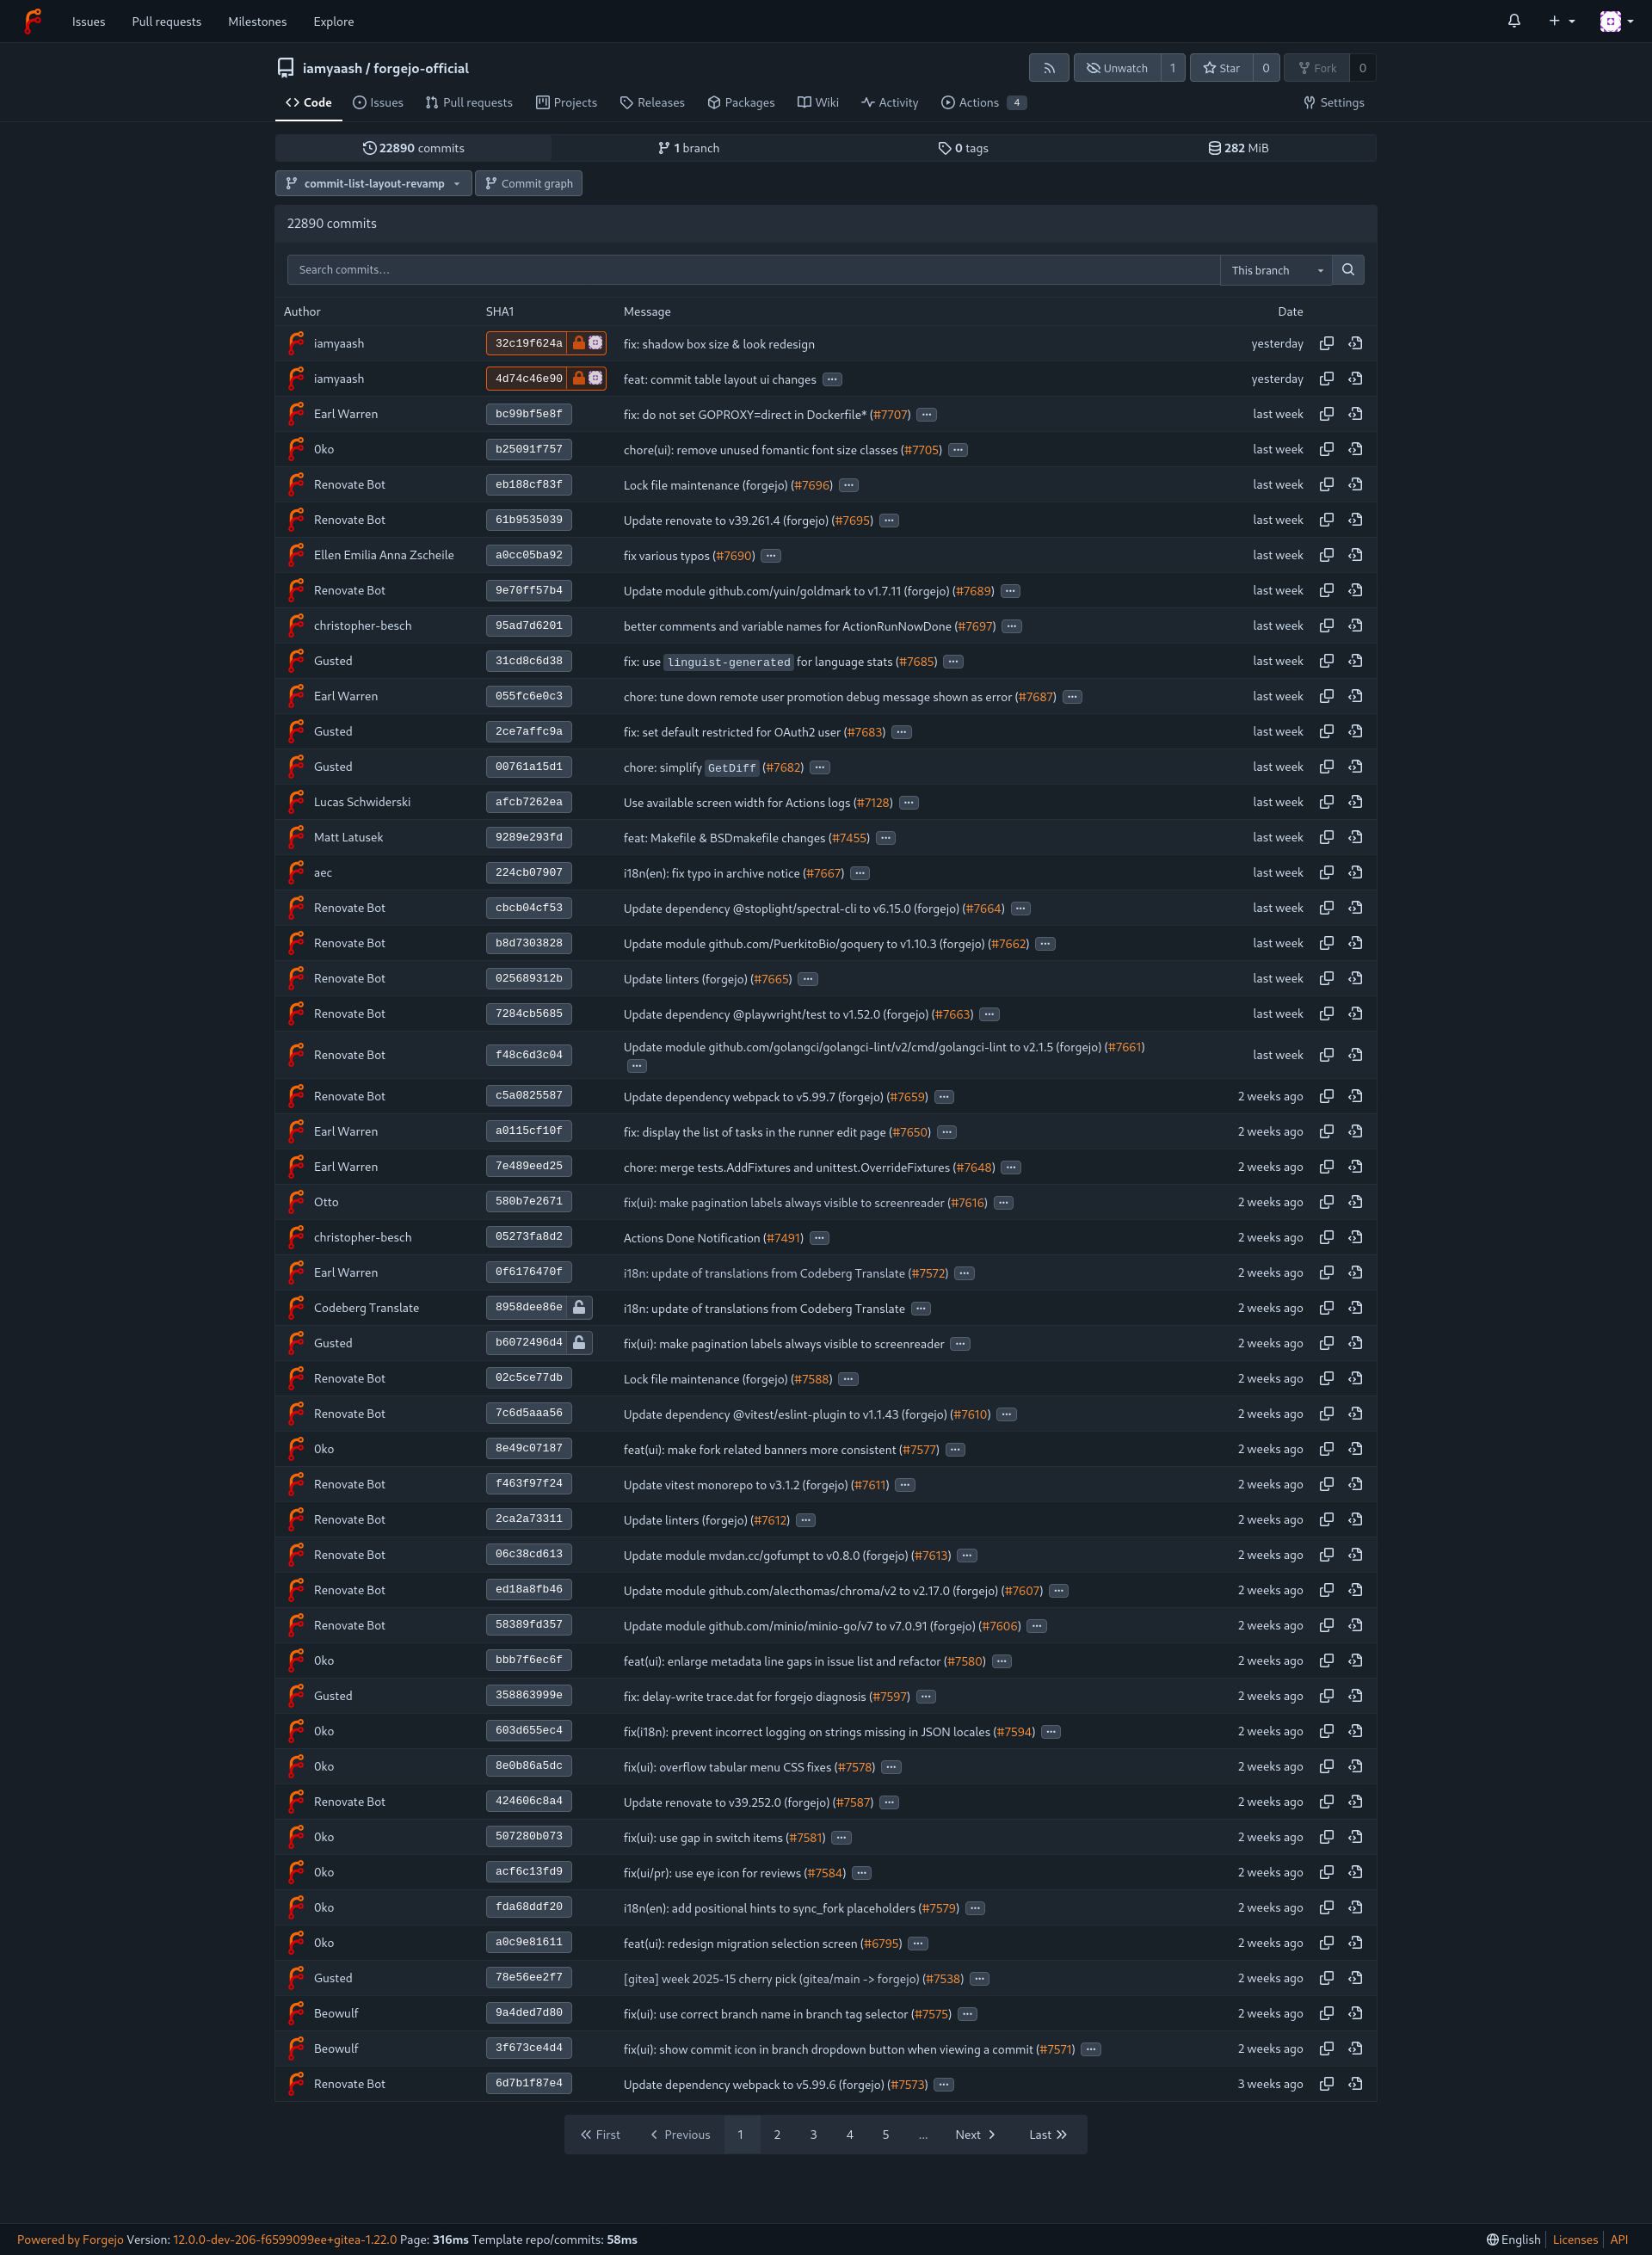 Issues Pull requests Milestones Explore
iamyaash / forgejo-official Unwatch 1 Star 0 Fork 0
Code Issues Pull requests Projects Releases Packages Wiki Activity Actions 4 Settings
22890 commits 1 branch 0 tags 282 MiB
commit-list-layout-revamp Commit graph
22890 commits
Search commits... This branch
Author SHA1 Message Date
iamyaash 32c19f624a fix: shadow box size & look redesign yesterday
iamyaash 4d74c46e90 feat: commit table layout ui changes ... yesterday
Earl Warren bc99bf5e8f fix: do not set GOPROXY=direct in Dockerfile* (#7707) ... last week
0ko b25091f757 chore(ui): remove unused fomantic font size classes (#7705) ... last week
Renovate Bot eb188cf83f Lock file maintenance (forgejo) (#7696) ... last week
Renovate Bot 61b9535039 Update renovate to v39.261.4 (forgejo) (#7695) ... last week
Ellen Emilia Anna Zscheile a0cc05ba92 fix various typos (#7690) ... last week
Renovate Bot 9e70ff57b4 Update module github.com/yuin/goldmark to v1.7.11 (forgejo) (#7689) ... last week
christopher-besch 95ad7d6201 better comments and variable names for ActionRunNowDone (#7697) ... last week
Gusted 31cd8c6d38 fix: use linguist-generated for language stats (#7685) ... last week
Earl Warren 055fc6e0c3 chore: tune down remote user promotion debug message shown as error (#7687) ... last week
Gusted 2ce7affc9a fix: set default restricted for OAuth2 user (#7683) ... last week
Gusted 00761a15d1 chore: simplify GetDiff (#7682) ... last week
Lucas Schwiderski afcb7262ea Use available screen width for Actions logs (#7128) ... last week
Matt Latusek 9289e293fd feat: Makefile & BSDmakefile changes (#7455) ... last week
aec 224cb07907 i18n(en): fix typo in archive notice (#7667) ... last week
Renovate Bot cbcb04cf53 Update dependency @stoplight/spectral-cli to v6.15.0 (forgejo) (#7664) ... last week
Renovate Bot b8d7303828 Update module github.com/PuerkitoBio/goquery to v1.10.3 (forgejo) (#7662) ... last week
Renovate Bot 025689312b Update linters (forgejo) (#7665) ... last week
Renovate Bot 7284cb5685 Update dependency @playwright/test to v1.52.0 (forgejo) (#7663) ... last week
Renovate Bot f48c6d3c04 Update module github.com/golangci/golangci-lint/v2/cmd/golangci-lint to v2.1.5 (forgejo) (#7661) ... last week
Renovate Bot c5a0825587 Update dependency webpack to v5.99.7 (forgejo) (#7659) ... 2 weeks ago
Earl Warren a0115cf10f fix: display the list of tasks in the runner edit page (#7650) ... 2 weeks ago
Earl Warren 7e489eed25 chore: merge tests.AddFixtures and unittest.OverrideFixtures (#7648) ... 2 weeks ago
Otto 580b7e2671 fix(ui): make pagination labels always visible to screenreader (#7616) ... 2 weeks ago
christopher-besch 05273fa8d2 Actions Done Notification (#7491) ... 2 weeks ago
Earl Warren 0f6176470f i18n: update of translations from Codeberg Translate (#7572) ... 2 weeks ago
Codeberg Translate 8958dee86e i18n: update of translations from Codeberg Translate ... 2 weeks ago
Gusted b6072496d4 fix(ui): make pagination labels always visible to screenreader ... 2 weeks ago
Renovate Bot 02c5ce77db Lock file maintenance (forgejo) (#7588) ... 2 weeks ago
Renovate Bot 7c6d5aaa56 Update dependency @vitest/eslint-plugin to v1.1.43 (forgejo) (#7610) ... 2 weeks ago
0ko 8e49c07187 feat(ui): make fork related banners more consistent (#7577) ... 2 weeks ago
Renovate Bot f463f97f24 Update vitest monorepo to v3.1.2 (forgejo) (#7611) ... 2 weeks ago
Renovate Bot 2ca2a73311 Update linters (forgejo) (#7612) ... 2 weeks ago
Renovate Bot 06c38cd613 Update module mvdan.cc/gofumpt to v0.8.0 (forgejo) (#7613) ... 2 weeks ago
Renovate Bot ed18a8fb46 Update module github.com/alecthomas/chroma/v2 to v2.17.0 (forgejo) (#7607) ... 2 weeks ago
Renovate Bot 58389fd357 Update module github.com/minio/minio-go/v7 to v7.0.91 (forgejo) (#7606) ... 2 weeks ago
0ko bbb7f6ec6f feat(ui): enlarge metadata line gaps in issue list and refactor (#7580) ... 2 weeks ago
Gusted 358863999e fix: delay-write trace.dat for forgejo diagnosis (#7597) ... 2 weeks ago
0ko 603d655ec4 fix(i18n): prevent incorrect logging on strings missing in JSON locales (#7594) ... 2 weeks ago
0ko 8e0b86a5dc fix(ui): overflow tabular menu CSS fixes (#7578) ... 2 weeks ago
Renovate Bot 424606c8a4 Update renovate to v39.252.0 (forgejo) (#7587) ... 2 weeks ago
0ko 507280b073 fix(ui): use gap in switch items (#7581) ... 2 weeks ago
0ko acf6c13fd9 fix(ui/pr): use eye icon for reviews (#7584) ... 2 weeks ago
0ko fda68ddf20 i18n(en): add positional hints to sync_fork placeholders (#7579) ... 2 weeks ago
0ko a0c9e81611 feat(ui): redesign migration selection screen (#6795) ... 2 weeks ago
Gusted 78e56ee2f7 [gitea] week 2025-15 cherry pick (gitea/main -> forgejo) (#7538) ... 2 weeks ago
Beowulf 9a4ded7d80 fix(ui): use correct branch name in branch tag selector (#7575) ... 2 weeks ago
Beowulf 3f673ce4d4 fix(ui): show commit icon in branch dropdown button when viewing a commit (#7571) ... 2 weeks ago
Renovate Bot 6d7b1f87e4 Update dependency webpack to v5.99.6 (forgejo) (#7573) ... 3 weeks ago
First Previous 1 2 3 4 5 ... Next Last
Powered by Forgejo Version: 12.0.0-dev-206-f6599099ee+gitea-1.22.0 Page: 316ms Template repo/commits: 58ms English Licenses API